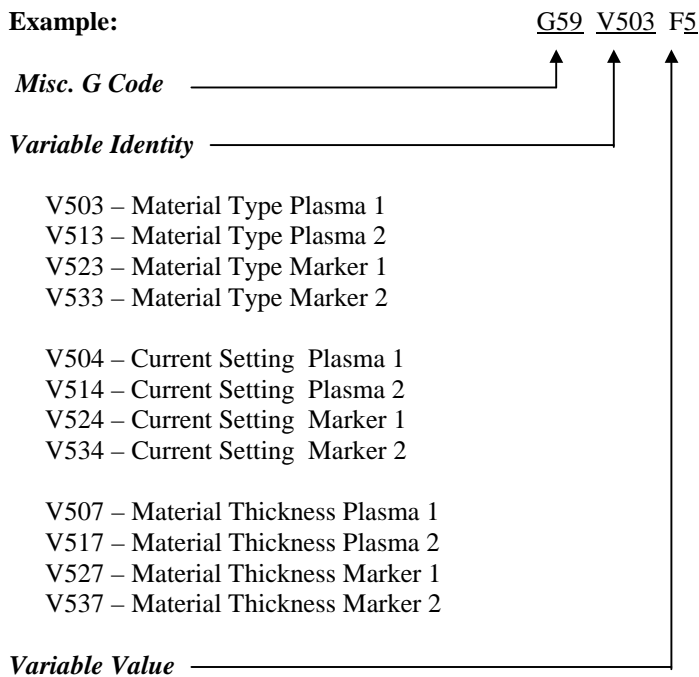 Example: G59 V503 F5
Misc. G Code
Variable Identity
V503 – Material Type Plasma 1
V513 – Material Type Plasma 2
V523 – Material Type Marker 1
V533 – Material Type Marker 2
V504 – Current Setting Plasma 1
V514 – Current Setting Plasma 2
V524 – Current Setting Marker 1
V534 – Current Setting Marker 2
V507 – Material Thickness Plasma 1
V517 – Material Thickness Plasma 2
V527 – Material Thickness Marker 1
V537 – Material Thickness Marker 2
Variable Value